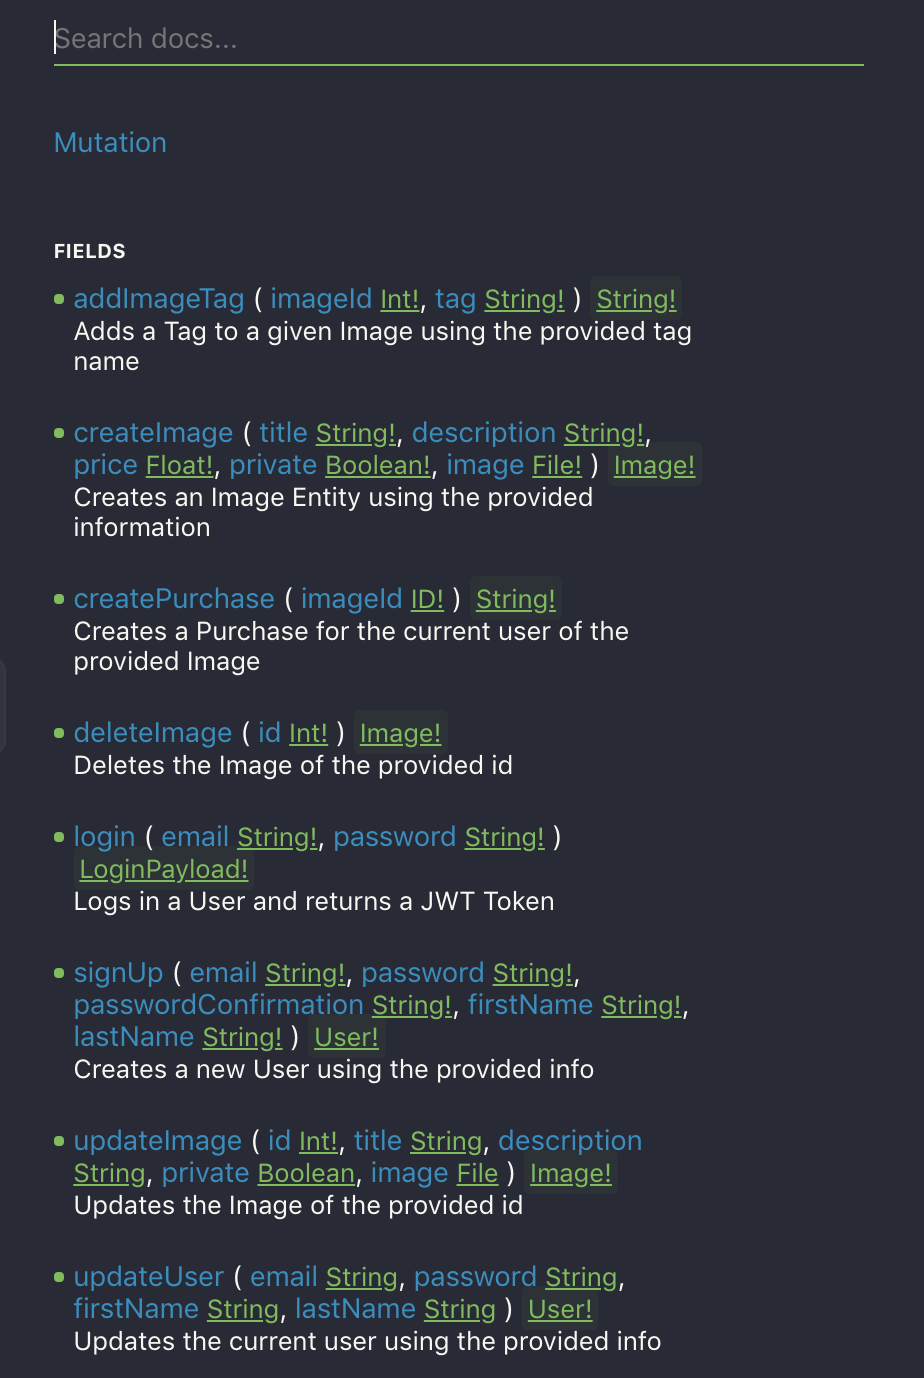 Search docs...
Mutation
FIELDS
addImageTag ( imageId Int!, tag String! ) String!
Adds a Tag to a given Image using the provided tag
name
createImage ( title String!, description String!,
price Float!, private Boolean!, image File! ) Image!
Creates an Image Entity using the provided
information
createPurchase ( imageId ID! ) String!
Creates a Purchase for the current user of the
provided Image
deleteImage ( id Int! ) Image!
Deletes the Image of the provided id
login ( email String!, password String! )
LoginPayload!
Logs in a User and returns a JWT Token
signUp ( email String!, password String!,
passwordConfirmation String!, firstName String!,
lastName String! ) User!
Creates a new User using the provided info
updateImage ( id Int!, title String, description
String, private Boolean, image File ) Image!
Updates the Image of the provided id
updateUser ( email String, password String,
firstName String, lastName String ) User!
Updates the current user using the provided info